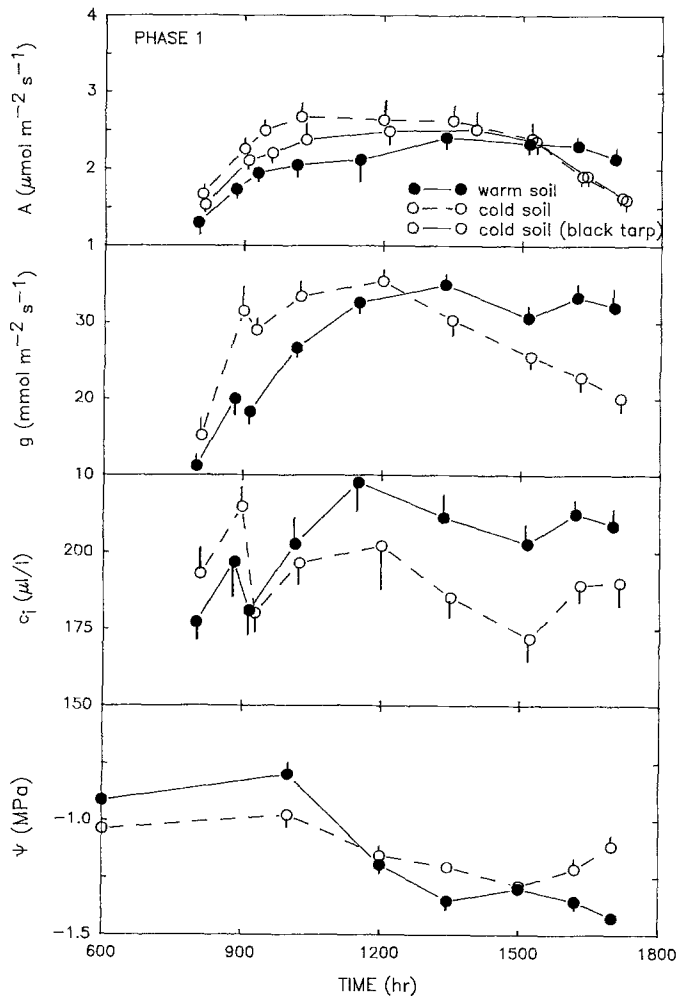 PHASE 1
4
3
2
1
A (μmol m⁻² s⁻¹)
warm soil
cold soil
cold soil (black tarp)
30
20
10
g (mmol m⁻² s⁻¹)
200
175
150
cᵢ (μl/l)
−1.0
−1.5
Ψ (MPa)
600 900 1200 1500 1800
TIME (hr)